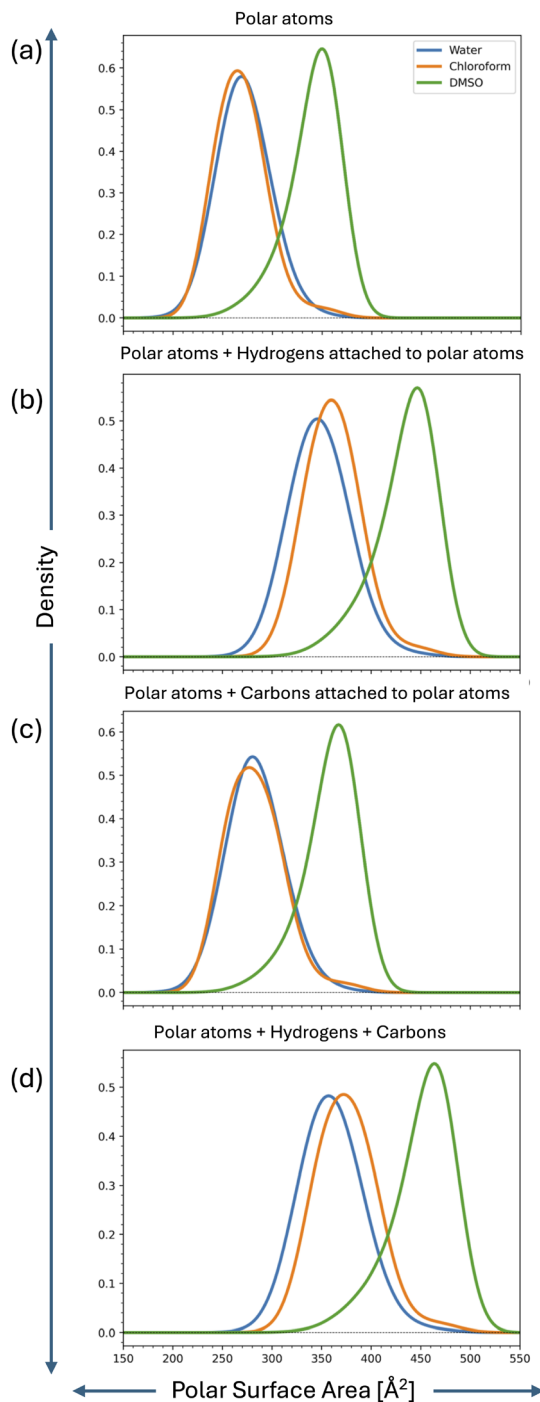 Polar atoms
(a)
Water
Chloroform
DMSO
0.6
0.5
0.4
0.3
0.2
0.1
0.0
Polar atoms + Hydrogens attached to polar atoms
(b)
0.5
0.4
0.3
0.2
0.1
0.0
Density
Polar atoms + Carbons attached to polar atoms
(c)
0.6
0.5
0.4
0.3
0.2
0.1
0.0
Polar atoms + Hydrogens + Carbons
(d)
0.5
0.4
0.3
0.2
0.1
0.0
150 200 250 300 350 400 450 500 550
Polar Surface Area [Å²]